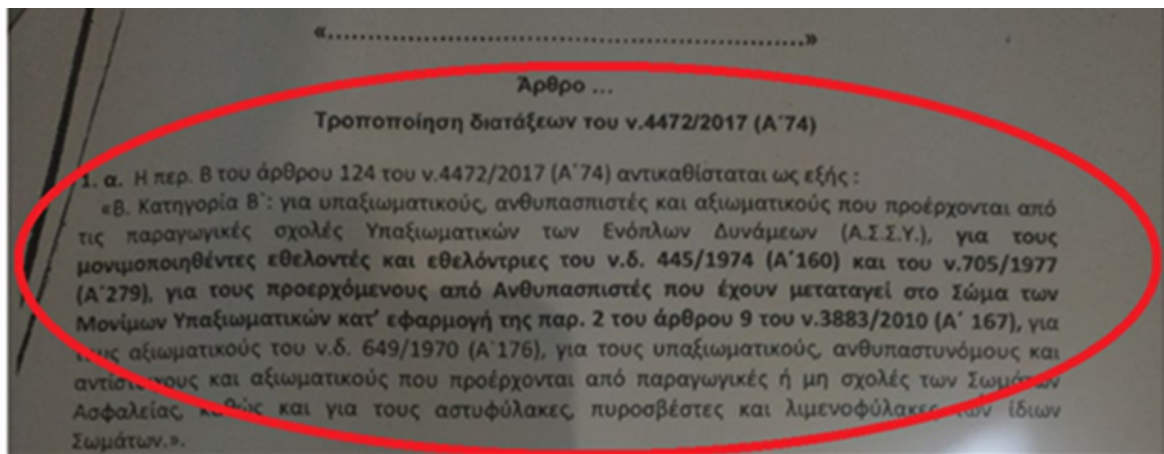 «..........................................................»
Άρθρο ...
Τροποποίηση διατάξεων του ν.4472/2017 (Α΄74)
1. α. Η περ. Β του άρθρου 124 του ν.4472/2017 (Α΄74) αντικαθίσταται ως εξής :
«Β. Κατηγορία Β΄: για υπαξιωματικούς, ανθυπασπιστές και αξιωματικούς που προέρχονται από
τις παραγωγικές σχολές Υπαξιωματικών των Ενόπλων Δυνάμεων (Α.Σ.Σ.Υ.), για τους
μονιμοποιηθέντες εθελοντές και εθελόντριες του ν.δ. 445/1974 (Α΄160) και του ν.705/1977
(Α΄279), για τους προερχόμενους από Ανθυπασπιστές που έχουν μεταταγεί στο Σώμα των
Μονίμων Υπαξιωματικών κατ’ εφαρμογή της παρ. 2 του άρθρου 9 του ν.3883/2010 (Α΄ 167), για
τους αξιωματικούς του ν.δ. 649/1970 (Α΄176), για τους υπαξιωματικούς, ανθυπαστυνόμους και
αντίστοιχους και αξιωματικούς που προέρχονται από παραγωγικές ή μη σχολές των Σωμάτων
Ασφαλείας, καθώς και για τους αστυφύλακες, πυροσβέστες και λιμενοφύλακες των ίδιων
Σωμάτων.».